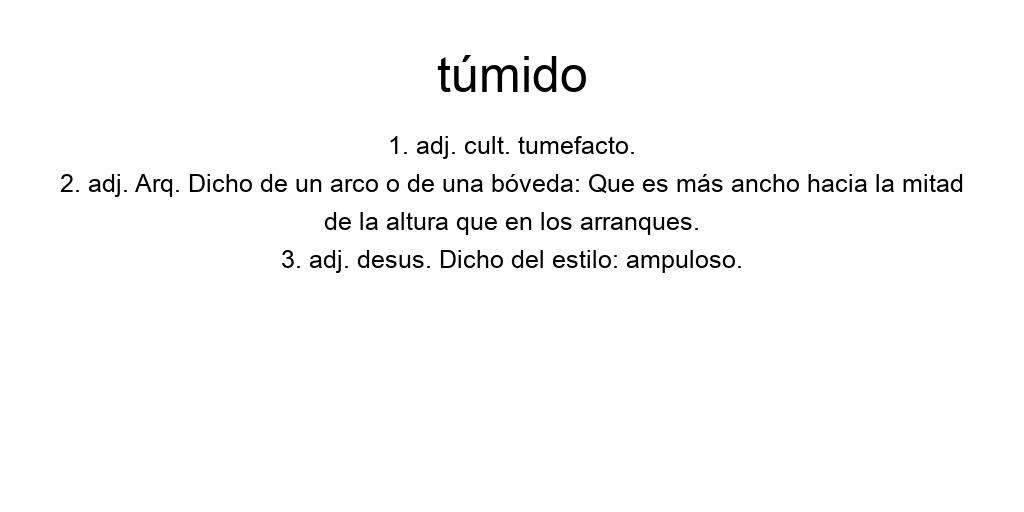 túmido
1. adj. cult. tumefacto.
2. adj. Arq. Dicho de un arco o de una bóveda: Que es más ancho hacia la mitad
de la altura que en los arranques.
3. adj. desus. Dicho del estilo: ampuloso.